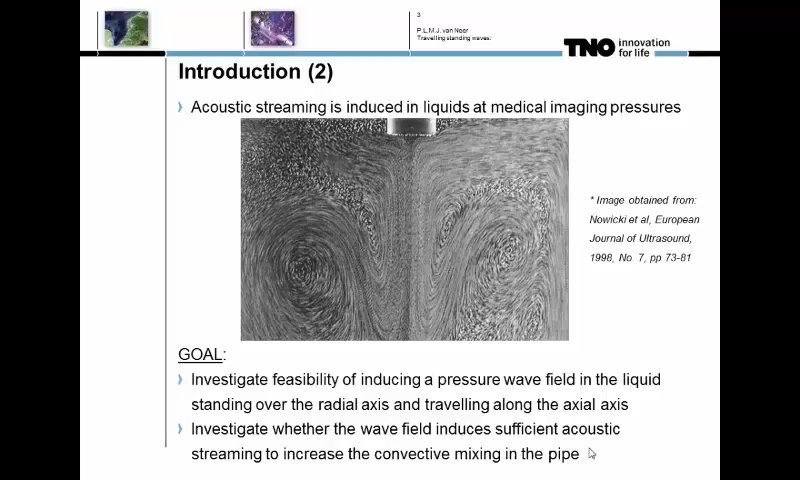 3
P.L.M.J. van Neer
Travelling standing waves:
TNO innovation
for life
Introduction (2)
Acoustic streaming is induced in liquids at medical imaging pressures
* Image obtained from:
Nowicki et al, European
Journal of Ultrasound,
1998, No. 7, pp 73-81
GOAL:
Investigate feasibility of inducing a pressure wave field in the liquid
standing over the radial axis and travelling along the axial axis
Investigate whether the wave field induces sufficient acoustic
streaming to increase the convective mixing in the pipe